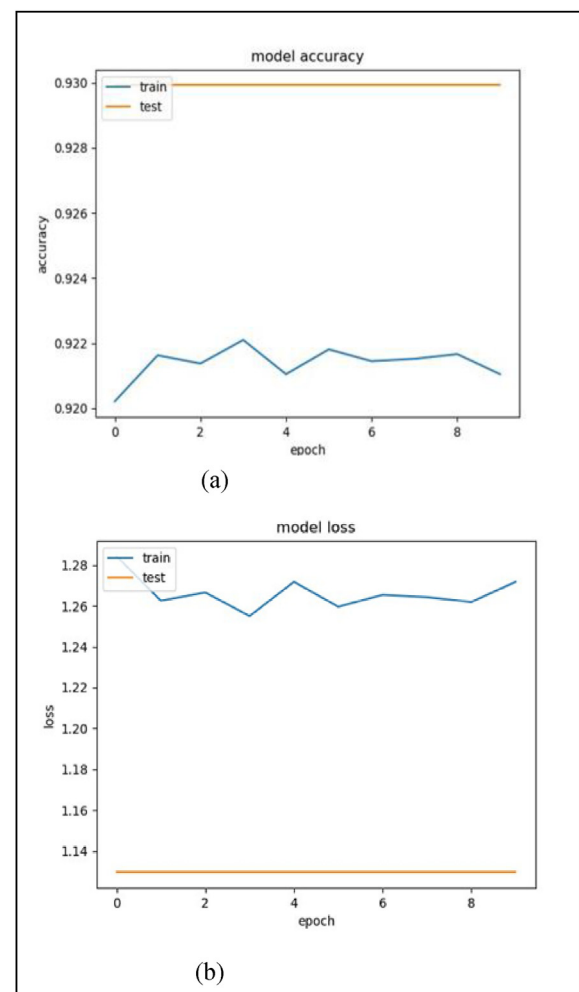 model accuracy
0.930
0.928
0.926
0.924
0.922
0.920
accuracy
train
test
0 2 4 6 8
epoch
(a)
model loss
1.28
1.26
1.24
1.22
1.20
1.18
1.16
1.14
loss
train
test
0 2 4 6 8
epoch
(b)